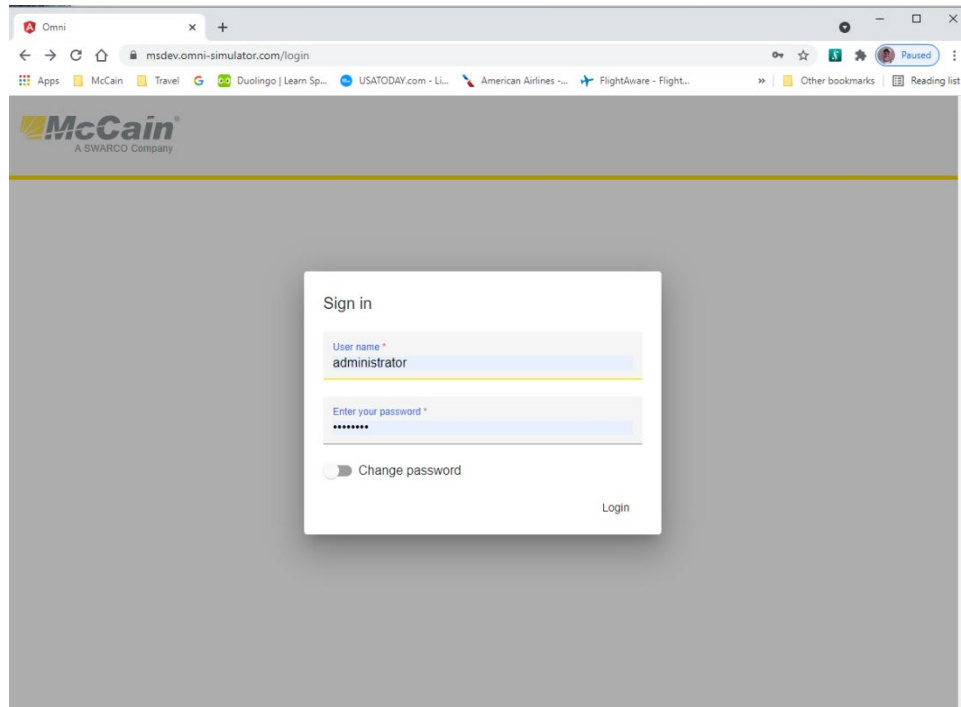 Omni
msdev.omni-simulator.com/login
Paused
Apps McCain Travel Duolingo | Learn Sp... USATODAY.com - Li... American Airlines -... FlightAware - Flight... » Other bookmarks Reading list
McCain®
A SWARCO Company
Sign in
User name *
administrator
Enter your password *
••••••••
Change password
Login